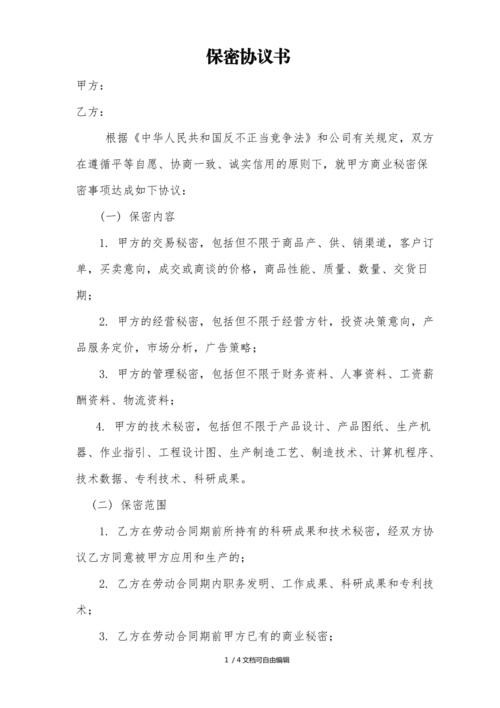 保密协议书
甲方：
乙方：
根据《中华人民共和国反不正当竞争法》和公司有关规定，双方
在遵循平等自愿、协商一致、诚实信用的原则下，就甲方商业秘密保
密事项达成如下协议：
(一) 保密内容
1. 甲方的交易秘密，包括但不限于商品产、供、销渠道，客户订
单，买卖意向，成交或商谈的价格，商品性能、质量、数量、交货日
期；
2. 甲方的经营秘密，包括但不限于经营方针，投资决策意向，产
品服务定价，市场分析，广告策略；
3. 甲方的管理秘密，包括但不限于财务资料、人事资料、工资薪
酬资料、物流资料；
4. 甲方的技术秘密，包括但不限于产品设计、产品图纸、生产机
器、作业指引、工程设计图、生产制造工艺、制造技术、计算机程序、
技术数据、专利技术、科研成果。
(二) 保密范围
1. 乙方在劳动合同期前所持有的科研成果和技术秘密，经双方协
议乙方同意被甲方应用和生产的；
2. 乙方在劳动合同期内职务发明、工作成果、科研成果和专利技
术；
3. 乙方在劳动合同期前甲方已有的商业秘密；
1 / 4文档可自由编辑